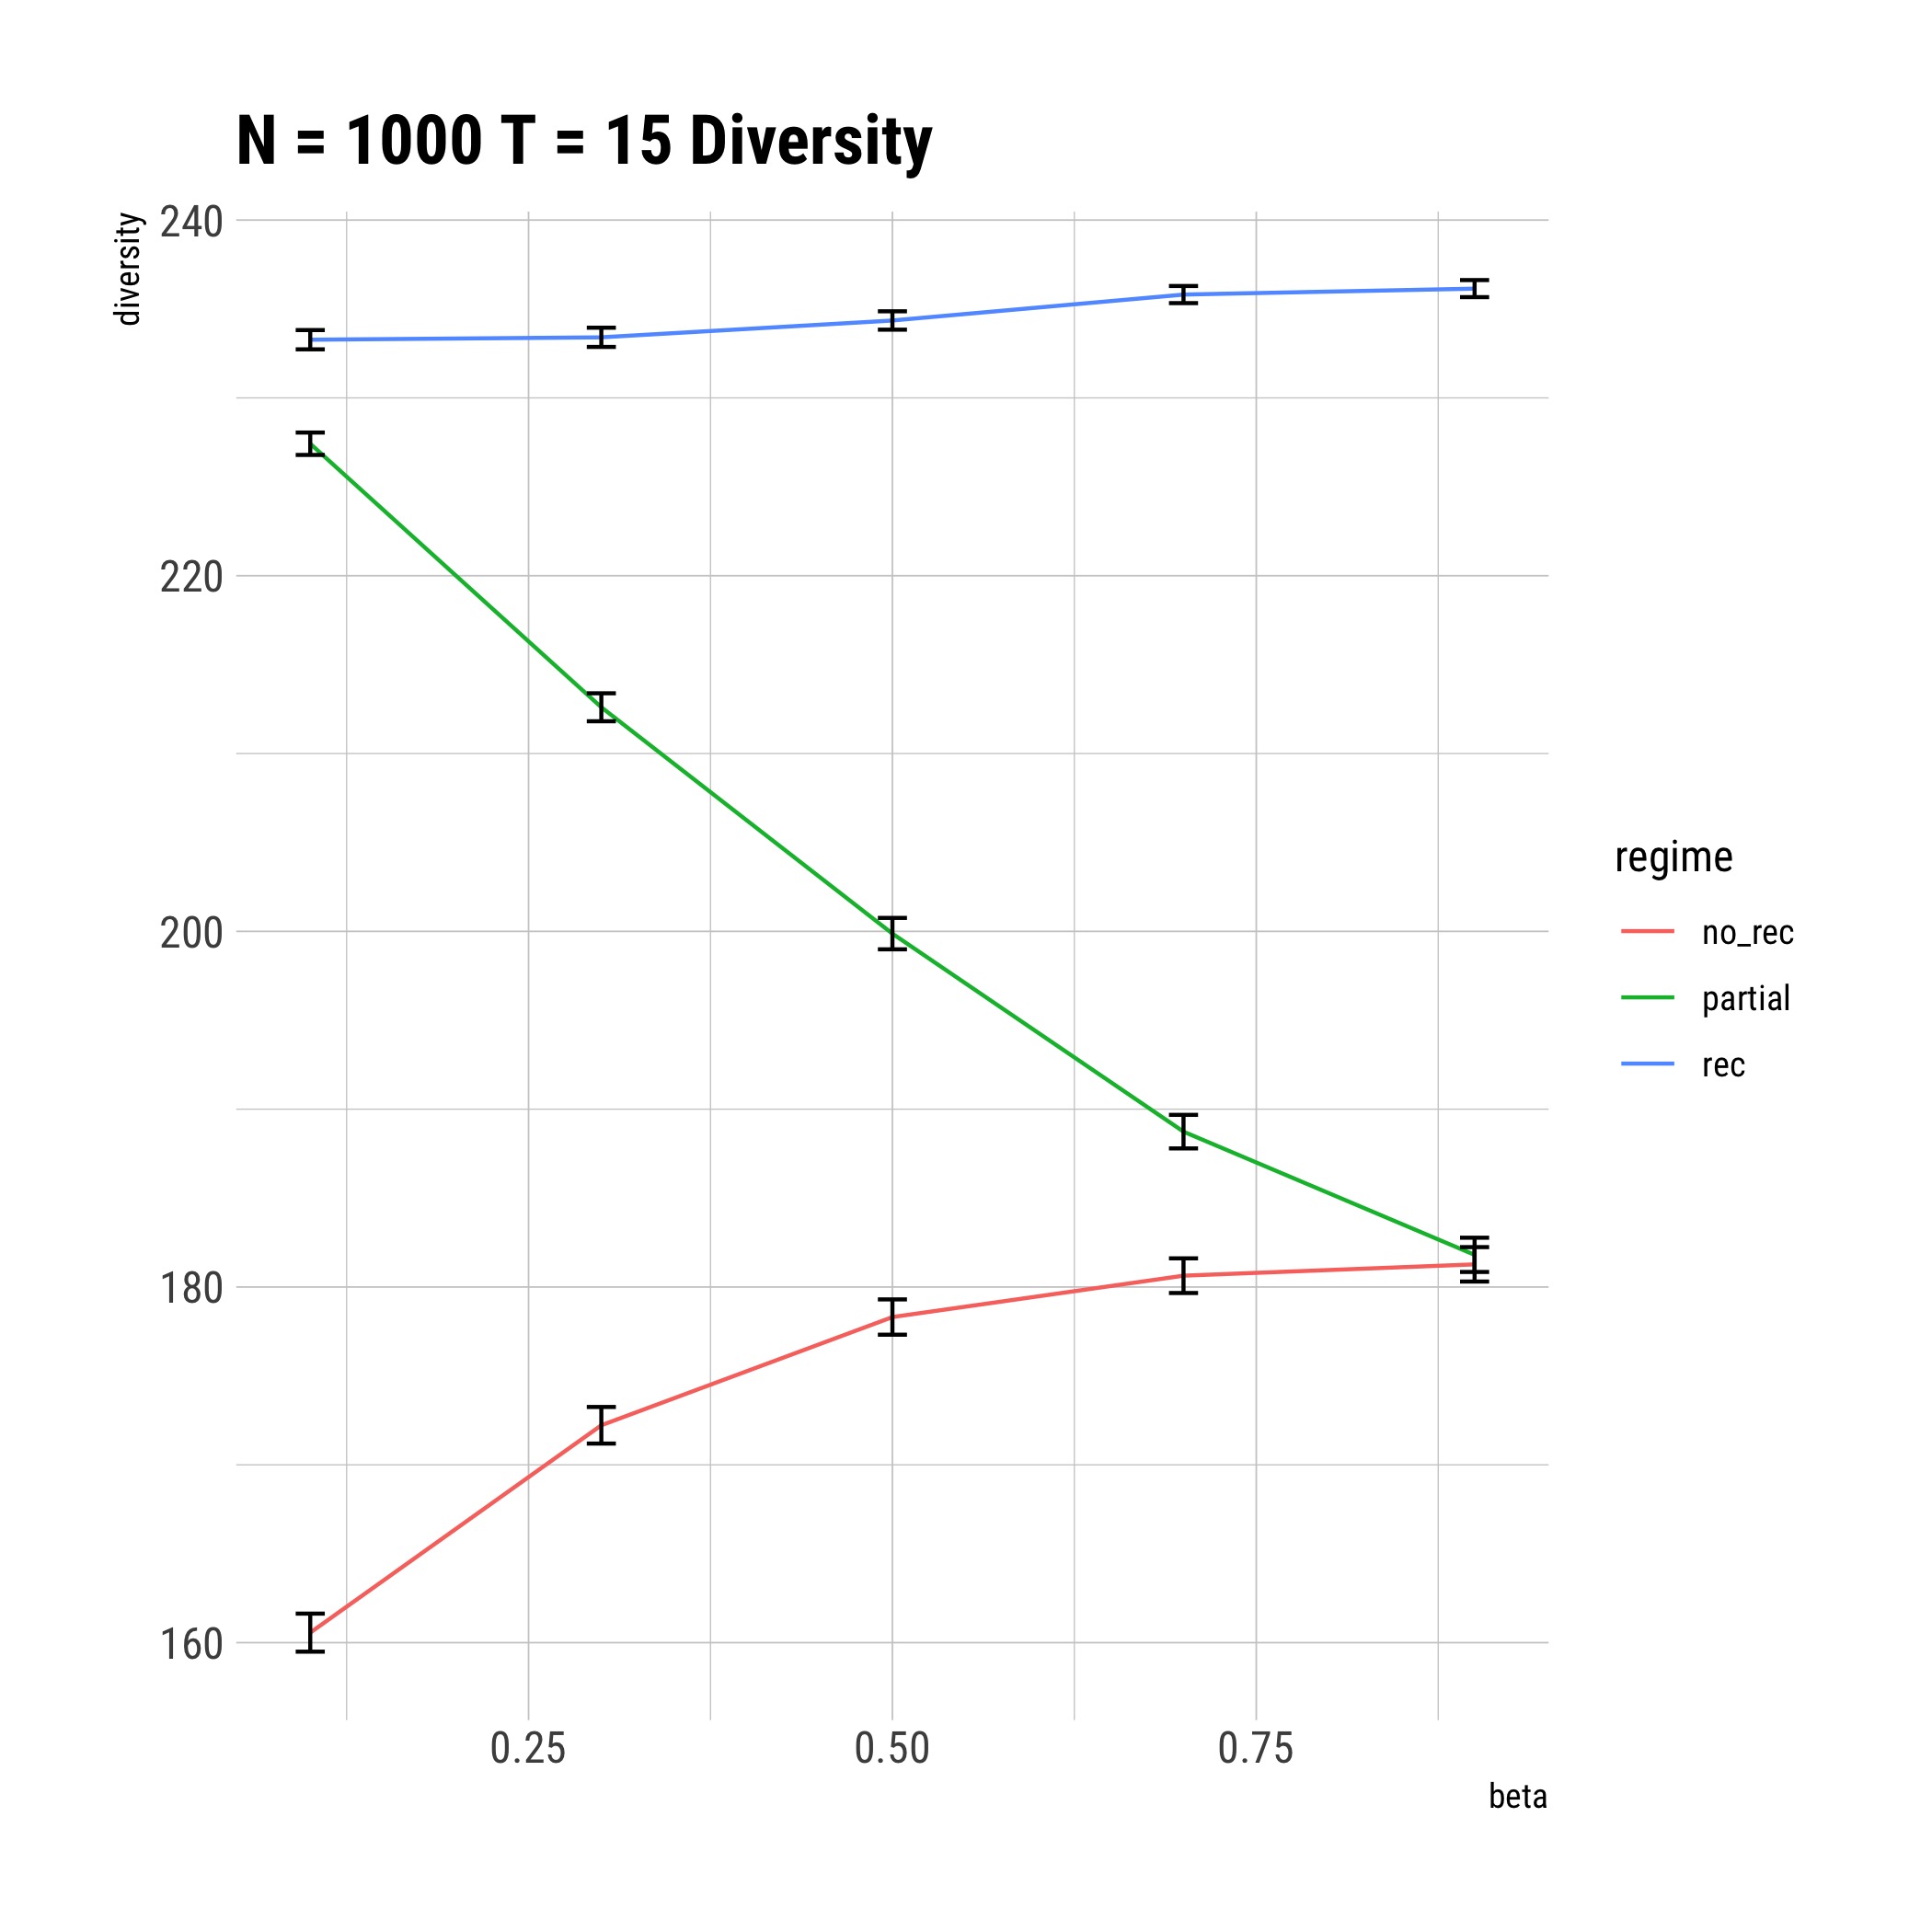 N = 1000 T = 15 Diversity
diversity
240
220
200
180
160
0.25 0.50 0.75
beta
regime
no_rec
partial
rec